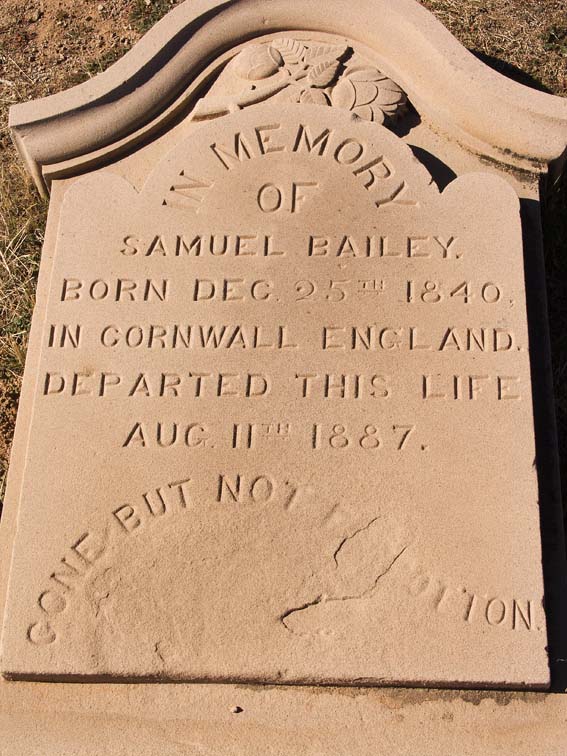 IN MEMORY
OF
SAMUEL BAILEY.
BORN DEC. 25TH 1840,
IN CORNWALL ENGLAND.
DEPARTED THIS LIFE
AUG. 11TH 1887.
GONE BUT NOT